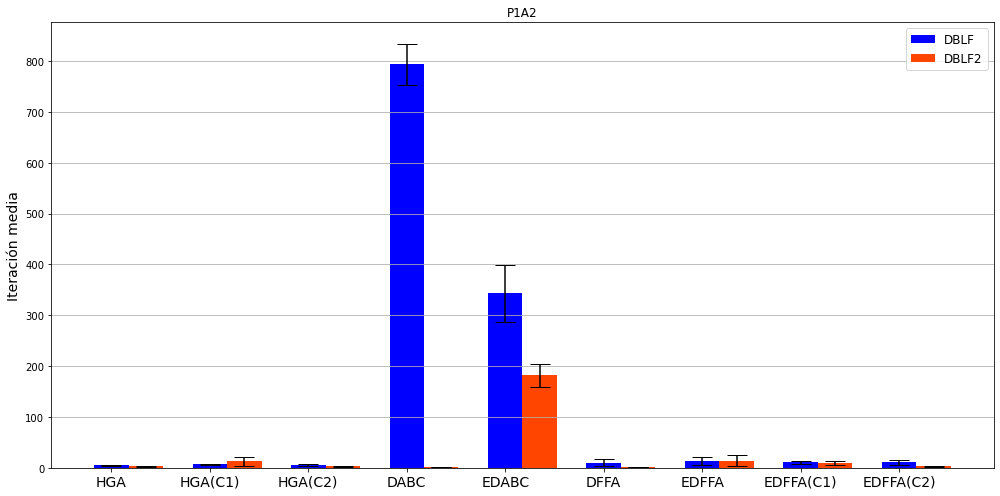 P1A2
DBLF
DBLF2
Iteración media
800
700
600
500
400
300
200
100
0
HGA HGA(C1) HGA(C2) DABC EDABC DFFA EDFFA EDFFA(C1) EDFFA(C2)